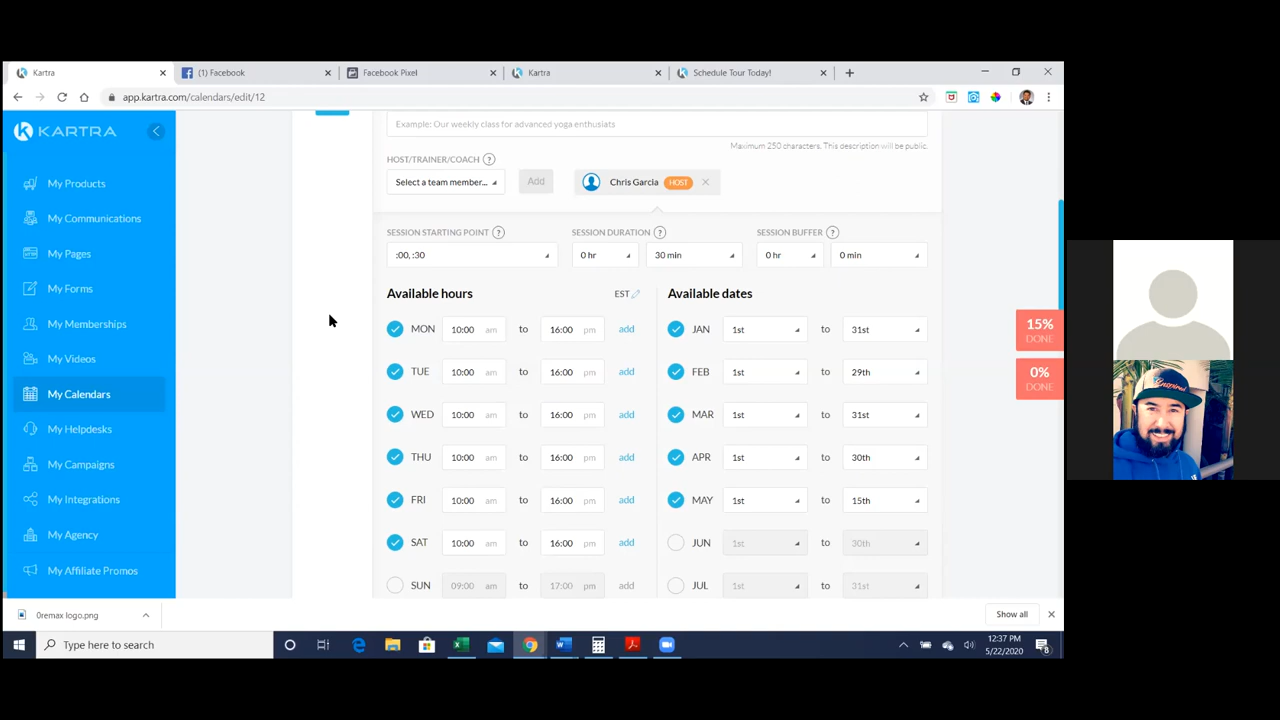 Kartra
(1) Facebook
Facebook Pixel
Kartra
Schedule Tour Today!
app.kartra.com/calendars/edit/12
KARTRA
My Products
My Communications
My Pages
My Forms
My Memberships
My Videos
My Calendars
My Helpdesks
My Campaigns
My Integrations
My Agency
My Affiliate Promos
Example: Our weekly class for advanced yoga enthusiats
Maximum 250 characters. This description will be public.
HOST/TRAINER/COACH ?
Select a team member... Add Chris Garcia HOST
SESSION STARTING POINT ? SESSION DURATION ? SESSION BUFFER ?
:00, :30 0 hr 30 min 0 hr 0 min
Available hours EST Available dates
MON 10:00 am to 16:00 pm add JAN 1st to 31st
TUE 10:00 am to 16:00 pm add FEB 1st to 29th
WED 10:00 am to 16:00 pm add MAR 1st to 31st
THU 10:00 am to 16:00 pm add APR 1st to 30th
FRI 10:00 am to 16:00 pm add MAY 1st to 15th
SAT 10:00 am to 16:00 pm add JUN 1st to 30th
SUN 09:00 am to 17:00 pm add JUL 1st to 31st
15%
DONE
0%
DONE
0remax logo.png
Show all
Type here to search
12:37 PM
5/22/2020
8